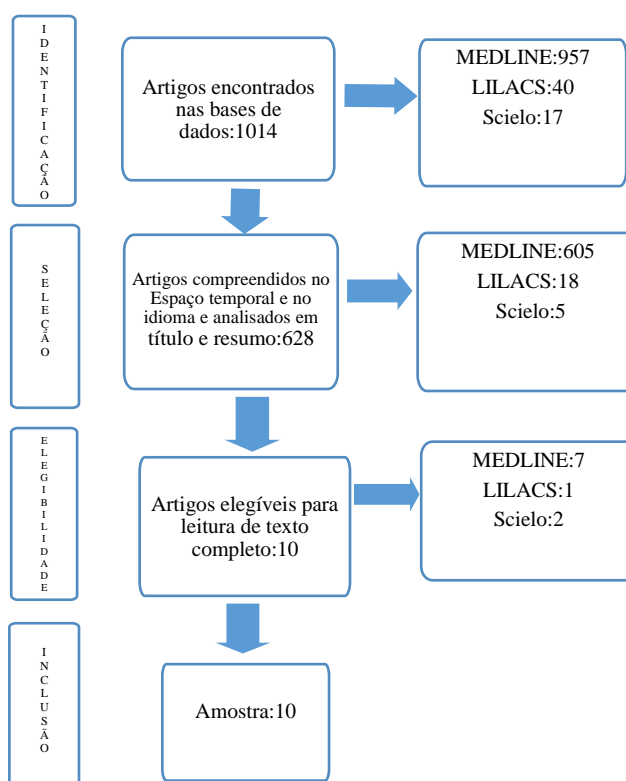 IDENTIFICAÇÃO
Artigos encontrados
nas bases de
dados:1014
MEDLINE:957
LILACS:40
Scielo:17
SELEÇÃO
Artigos compreendidos no
Espaço temporal e no
idioma e analisados em
título e resumo:628
MEDLINE:605
LILACS:18
Scielo:5
ELEGIBILIDADE
Artigos elegíveis para
leitura de texto
completo:10
MEDLINE:7
LILACS:1
Scielo:2
INCLUSÃO
Amostra:10